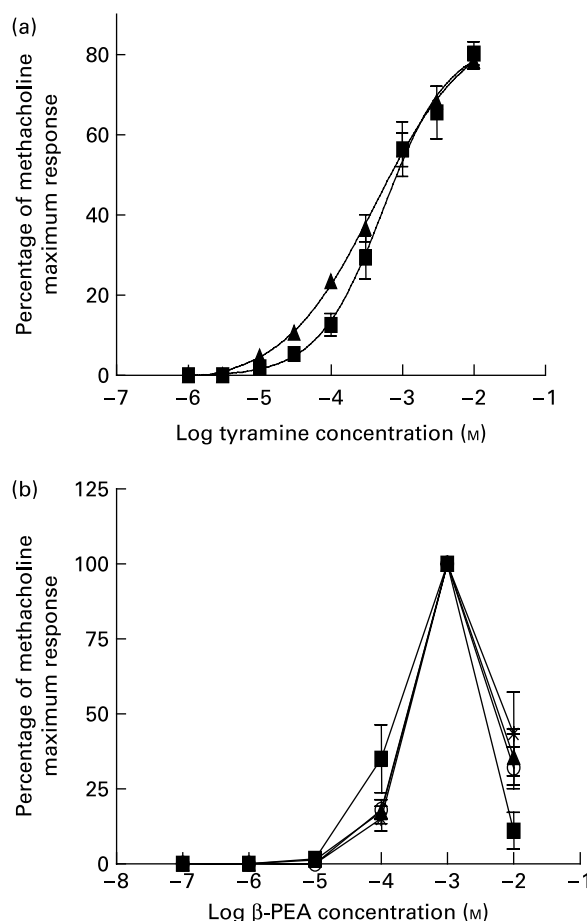 (a)
Percentage of methacholine
maximum response
80
60
40
20
0
−7 −6 −5 −4 −3 −2 −1
Log tyramine concentration (M)
(b)
Percentage of methacholine
maximum response
125
100
75
50
25
0
−8 −7 −6 −5 −4 −3 −2 −1
Log β-PEA concentration (M)